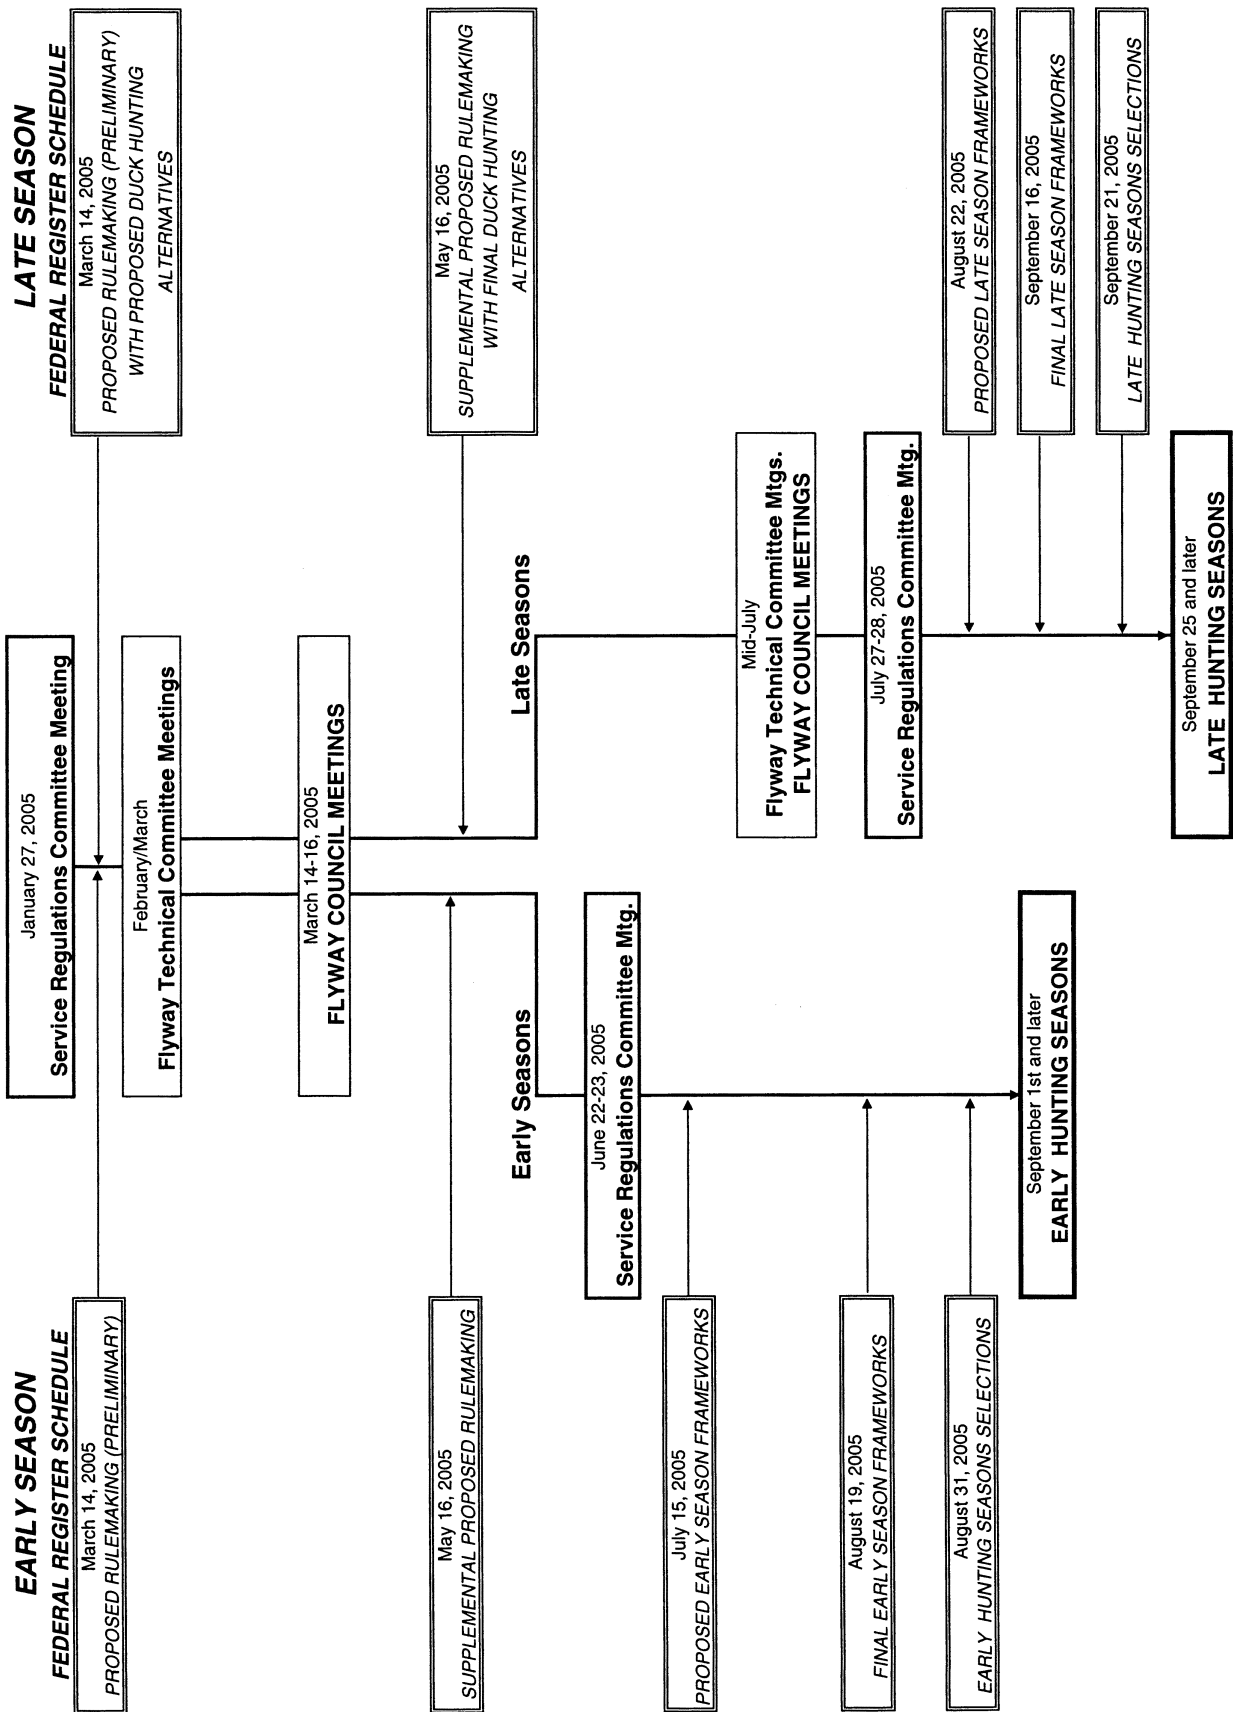 EARLY SEASON
FEDERAL REGISTER SCHEDULE
March 14, 2005
PROPOSED RULEMAKING (PRELIMINARY)
May 16, 2005
SUPPLEMENTAL PROPOSED RULEMAKING
July 15, 2005
PROPOSED EARLY SEASON FRAMEWORKS
August 19, 2005
FINAL EARLY SEASON FRAMEWORKS
August 31, 2005
EARLY HUNTING SEASONS SELECTIONS
January 27, 2005
Service Regulations Committee Meeting
February/March
Flyway Technical Committee Meetings
March 14-16, 2005
FLYWAY COUNCIL MEETINGS
Early Seasons
June 22-23, 2005
Service Regulations Committee Mtg.
September 1st and later
EARLY HUNTING SEASONS
Late Seasons
Mid-July
Flyway Technical Committee Mtgs.
FLYWAY COUNCIL MEETINGS
July 27-28, 2005
Service Regulations Committee Mtg.
September 25 and later
LATE HUNTING SEASONS
LATE SEASON
FEDERAL REGISTER SCHEDULE
March 14, 2005
PROPOSED RULEMAKING (PRELIMINARY)
WITH PROPOSED DUCK HUNTING
ALTERNATIVES
May 16, 2005
SUPPLEMENTAL PROPOSED RULEMAKING
WITH FINAL DUCK HUNTING
ALTERNATIVES
August 22, 2005
PROPOSED LATE SEASON FRAMEWORKS
September 16, 2005
FINAL LATE SEASON FRAMEWORKS
September 21, 2005
LATE HUNTING SEASONS SELECTIONS